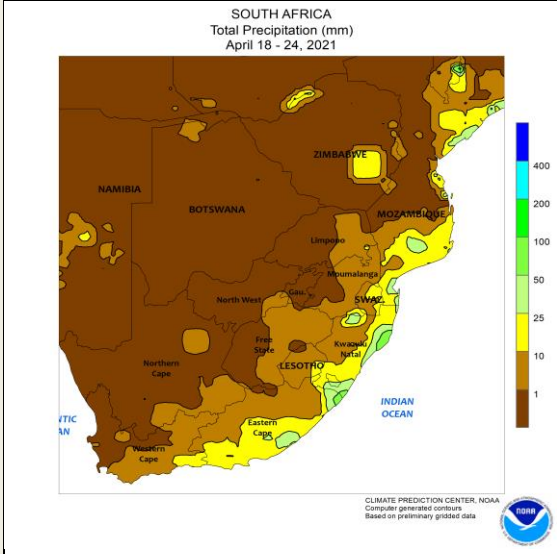 SOUTH AFRICA
Total Precipitation (mm)
April 18 - 24, 2021
ZIMBABWE
NAMIBIA
BOTSWANA
MOZAMBIQUE
Limpopo
Moumalanga
Gau.
North West
SWAZ.
Free
State
Kwazulu
Natal
LESOTHO
Northern
Cape
Eastern
Cape
Western
Cape
INDIAN
OCEAN
NTIC
AN
400
200
100
50
25
10
1
CLIMATE PREDICTION CENTER, NOAA
Computer generated contours
Based on preliminary gridded data
NOAA